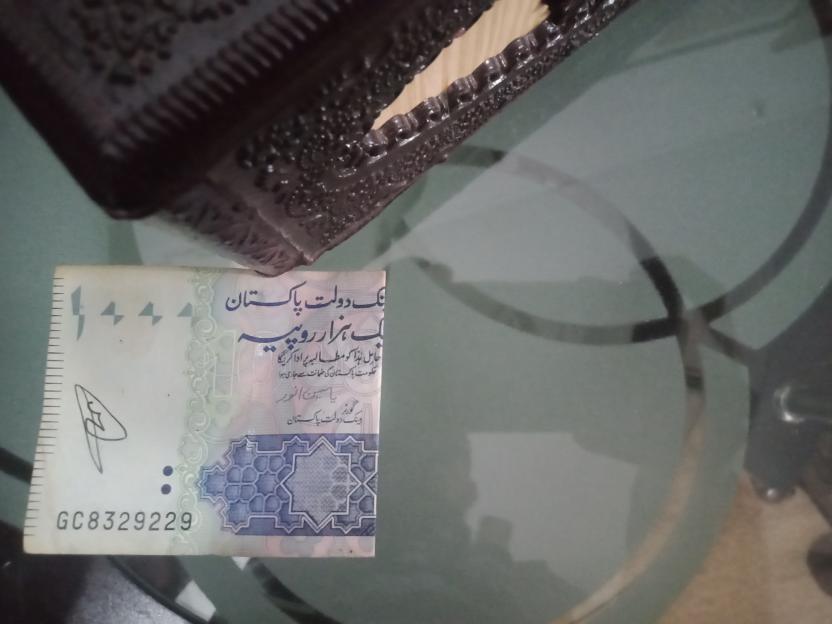 نک دولت پاکستان
یک ہزار روپیہ
حامل ہٰذا کو مطالبہ پر ادا کریگا
حکومت پاکستان کی ضمانت سے جاری ہوا
یاسین انور
گورنر
بینک دولت پاکستان
GC8329229